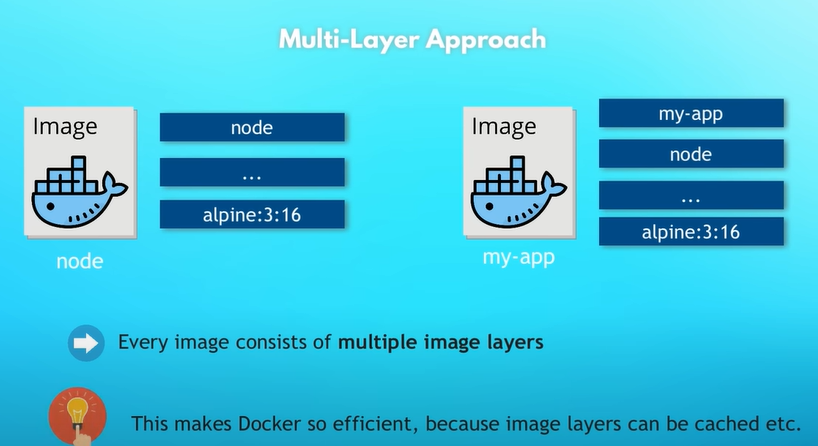 Multi-Layer Approach
Image
node
...
alpine:3:16
node
Image
my-app
node
...
alpine:3:16
my-app
Every image consists of multiple image layers
This makes Docker so efficient, because image layers can be cached etc.